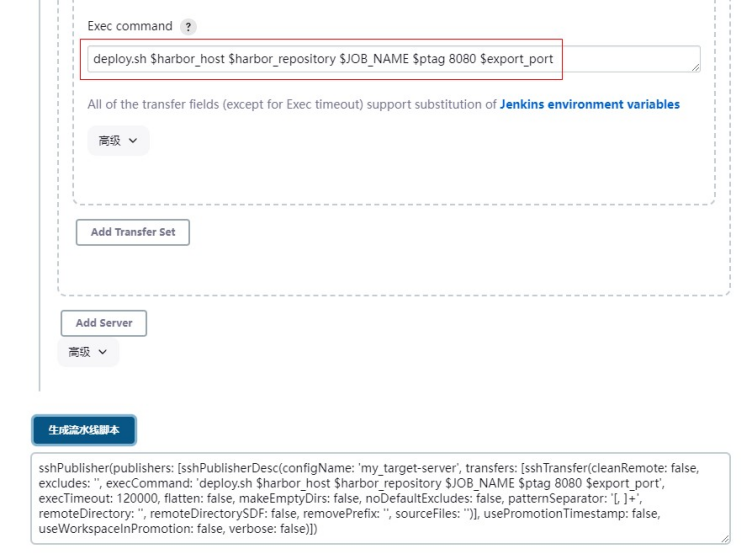 Exec command ?
deploy.sh $harbor_host $harbor_repository $JOB_NAME $ptag 8080 $export_port
All of the transfer fields (except for Exec timeout) support substitution of Jenkins environment variables
高级
Add Transfer Set
Add Server
高级
生成流水线脚本
sshPublisher(publishers: [sshPublisherDesc(configName: 'my_target-server', transfers: [sshTransfer(cleanRemote: false,
excludes: '', execCommand: 'deploy.sh $harbor_host $harbor_repository $JOB_NAME $ptag 8080 $export_port',
execTimeout: 120000, flatten: false, makeEmptyDirs: false, noDefaultExcludes: false, patternSeparator: '[, ]+',
remoteDirectory: '', remoteDirectorySDF: false, removePrefix: '', sourceFiles: '')], usePromotionTimestamp: false,
useWorkspaceInPromotion: false, verbose: false)])